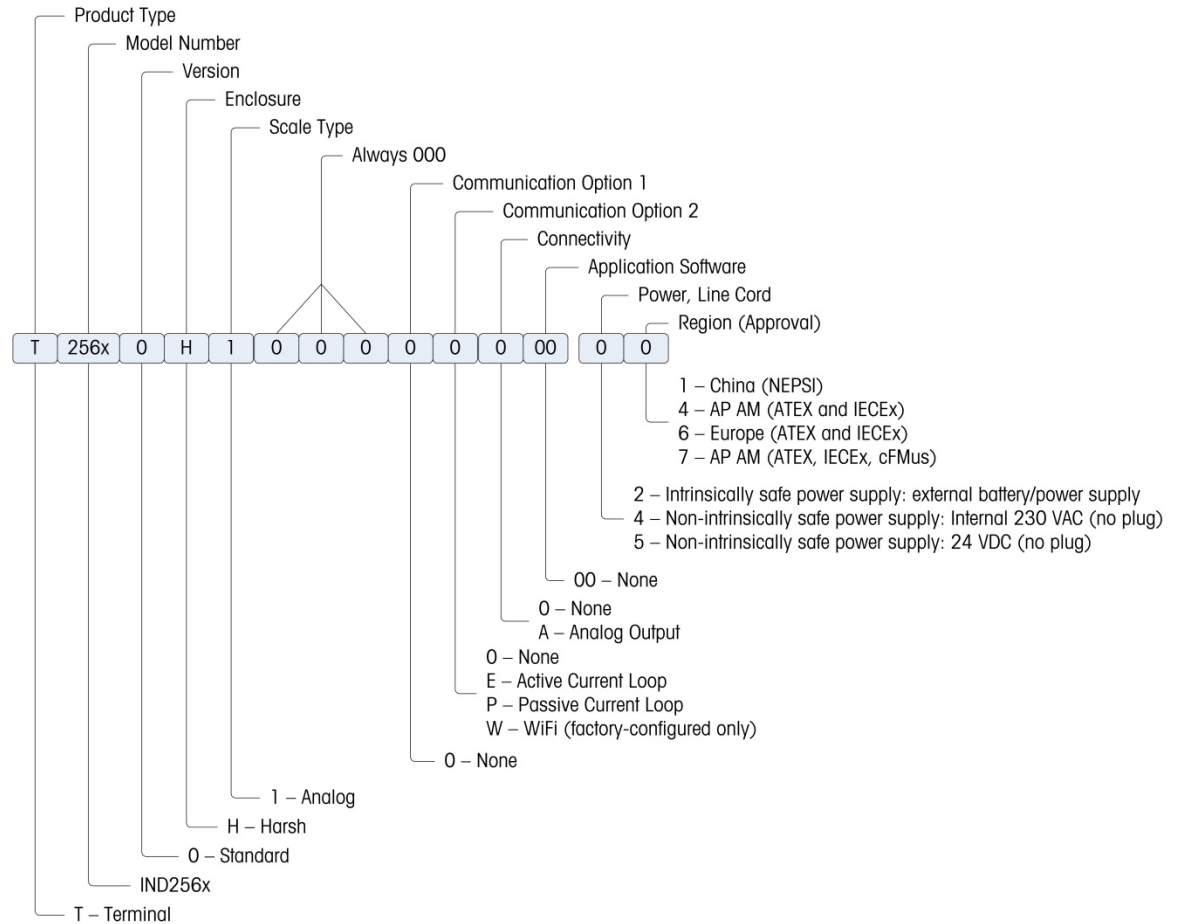 Product Type
Model Number
Version
Enclosure
Scale Type
Always 000
Communication Option 1
Communication Option 2
Connectivity
Application Software
Power, Line Cord
Region (Approval)
T 256x 0 H 1 0 0 0 0 0 0 00 0 0
1 – China (NEPSI)
4 – AP AM (ATEX and IECEx)
6 – Europe (ATEX and IECEx)
7 – AP AM (ATEX, IECEx, cFMus)
2 – Intrinsically safe power supply: external battery/power supply
4 – Non-intrinsically safe power supply: Internal 230 VAC (no plug)
5 – Non-intrinsically safe power supply: 24 VDC (no plug)
00 – None
0 – None
A – Analog Output
0 – None
E – Active Current Loop
P – Passive Current Loop
W – WiFi (factory-configured only)
0 – None
1 – Analog
H – Harsh
0 – Standard
IND256x
T – Terminal